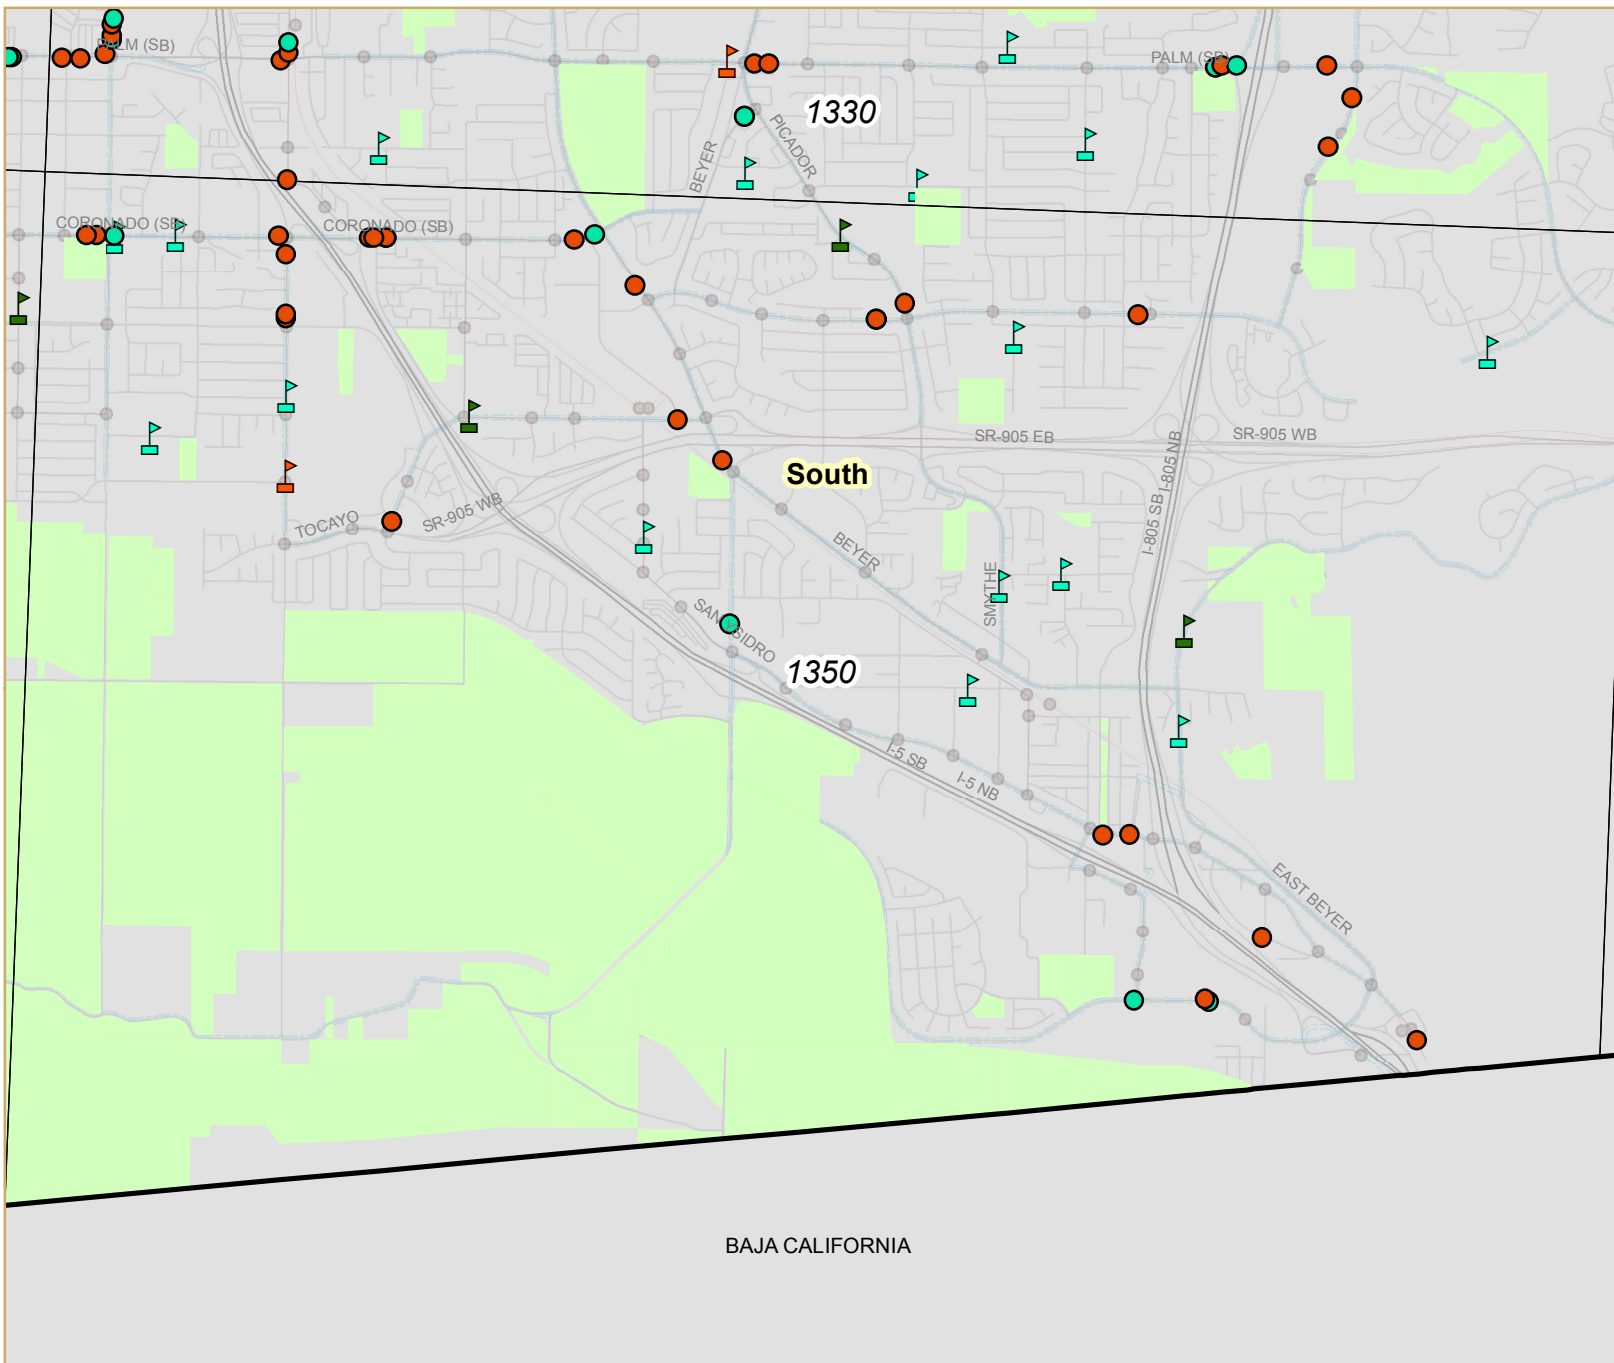 PALM (SB)
PALM (SB)
1330
PICADOR
BEYER
CORONADO (SB)
CORONADO (SB)
SR-905 EB
SR-905 WB
I-805 NB
South
I-805 SB
SR-905 WB
TOCAYO
BEYER
SMYTHE
SAN YSIDRO
1350
I-5 SB
I-5 NB
EAST BEYER
BAJA CALIFORNIA